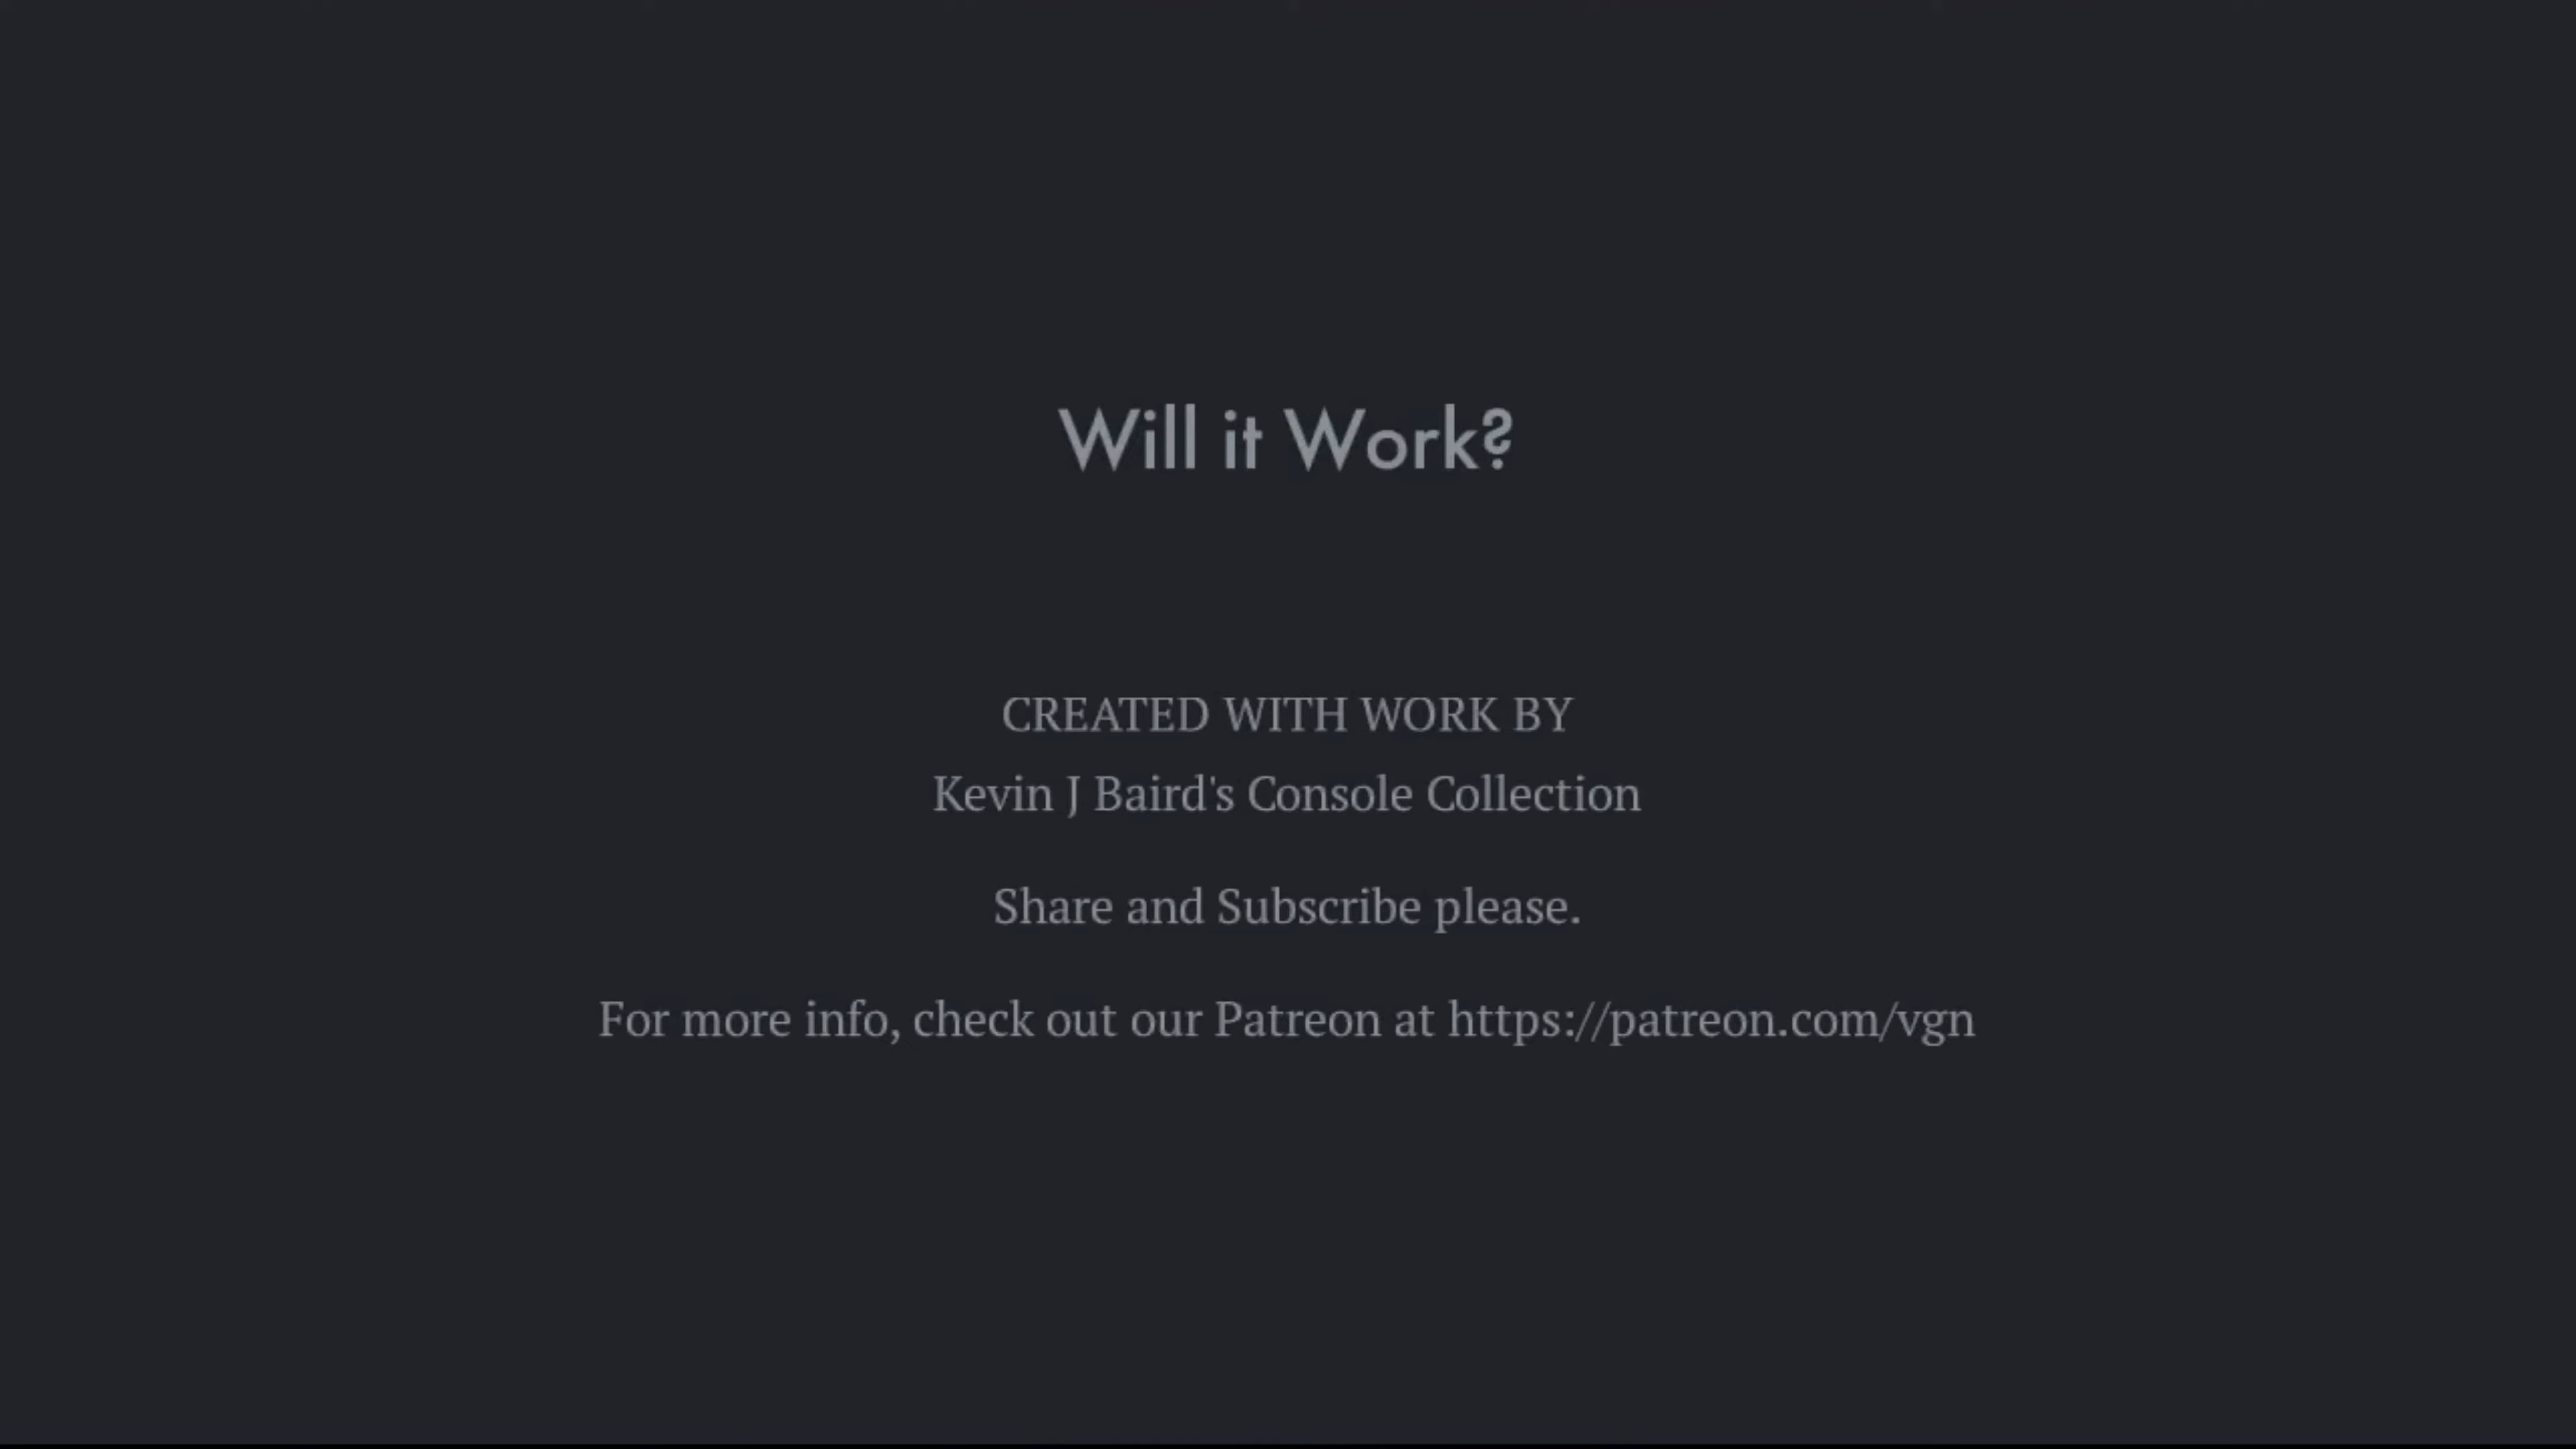 Will it Work?
CREATED WITH WORK BY
Kevin J Baird's Console Collection
Share and Subscribe please.
For more info, check out our Patreon at https://patreon.com/vgn